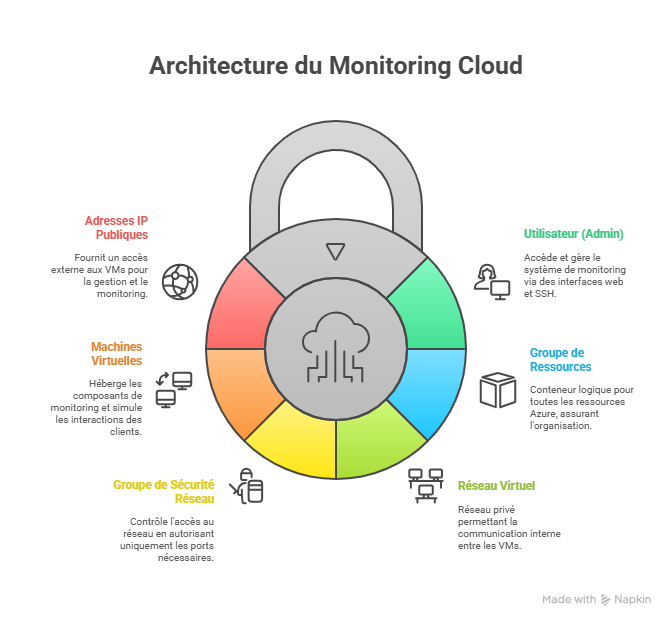 Architecture du Monitoring Cloud
Adresses IP
Publiques
Fournit un accès
externe aux VMs pour
la gestion et le
monitoring.
Utilisateur (Admin)
Accède et gère le
système de monitoring
via des interfaces web
et SSH.
Machines
Virtuelles
Héberge les
composants de
monitoring et simule
les interactions des
clients.
Groupe de
Ressources
Conteneur logique pour
toutes les ressources
Azure, assurant
l'organisation.
Groupe de Sécurité
Réseau
Contrôle l'accès au
réseau en autorisant
uniquement les ports
nécessaires.
Réseau Virtuel
Réseau privé
permettant la
communication interne
entre les VMs.
Made with Napkin